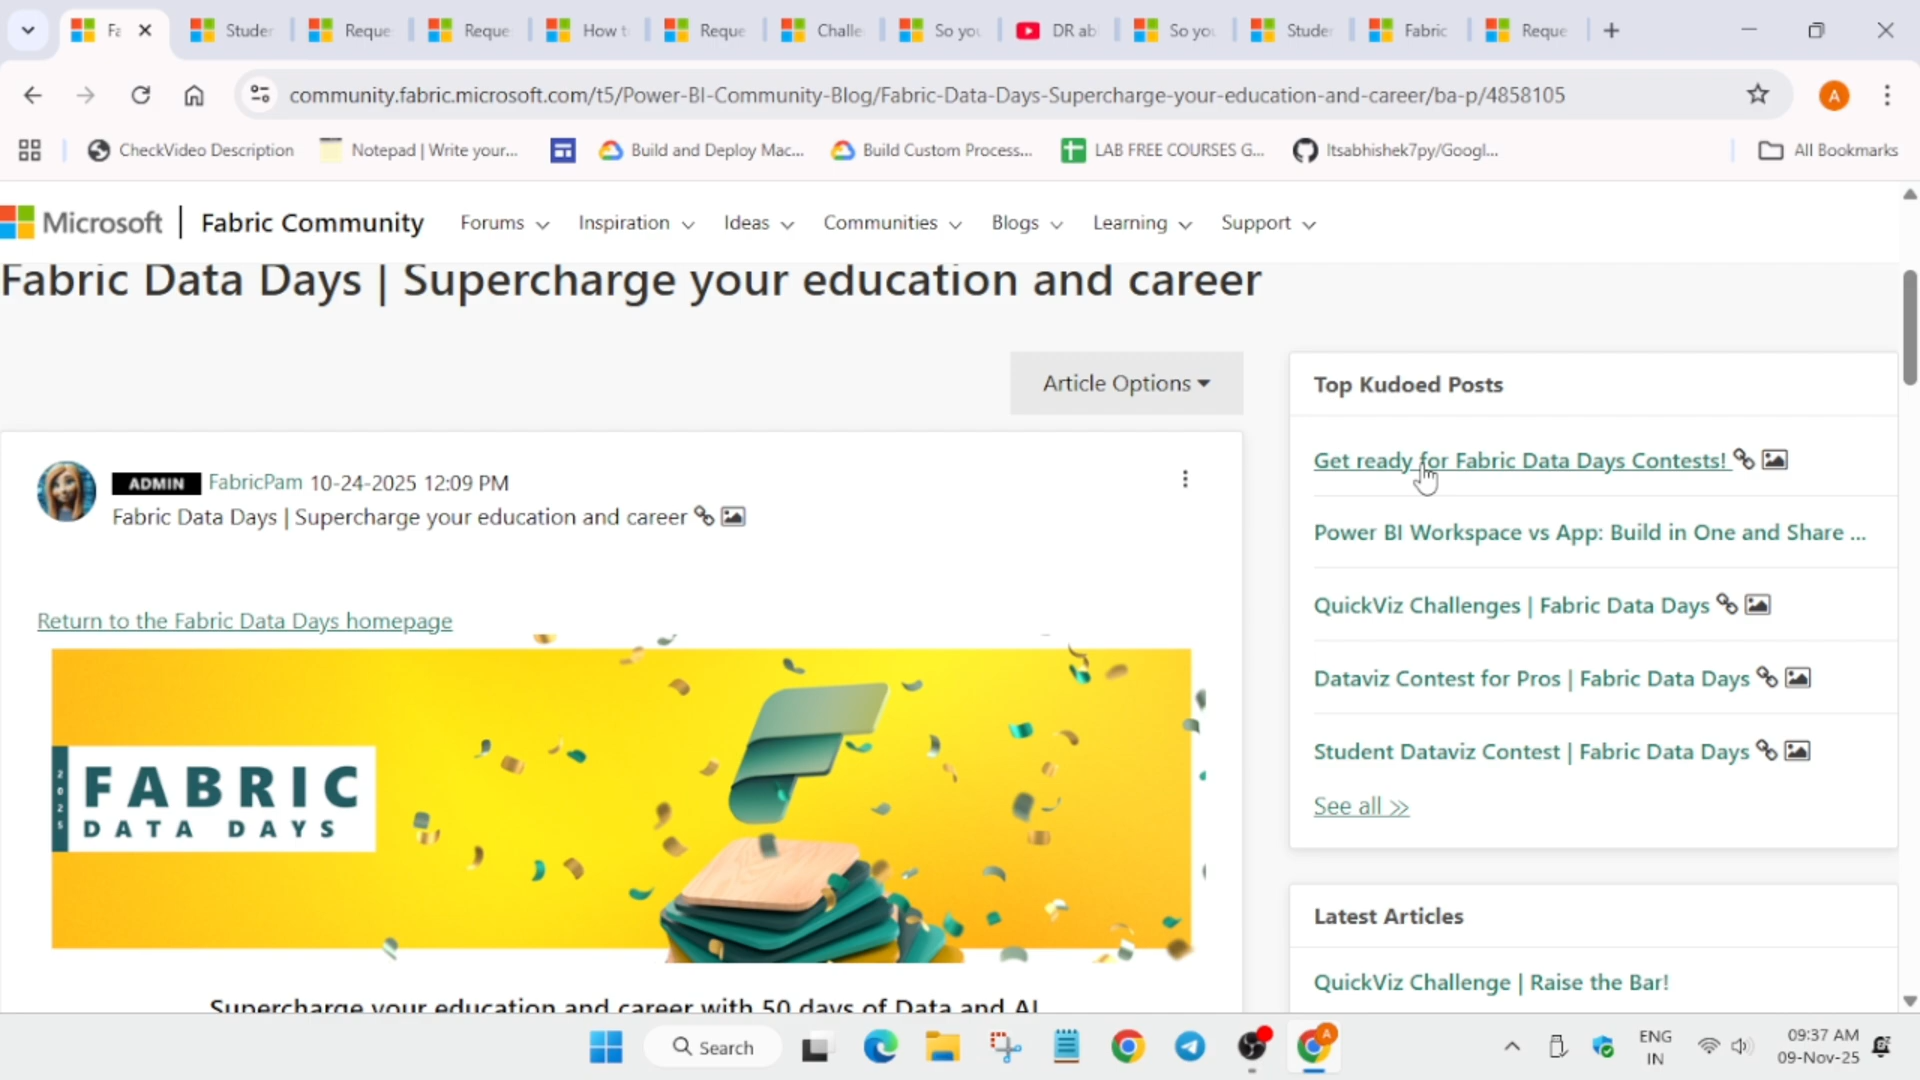 Fa
Studer
Reque
Reque
How t
Reque
Challe
So you
DR ab
So you
Studer
Fabric
Reque
community.fabric.microsoft.com/t5/Power-BI-Community-Blog/Fabric-Data-Days-Supercharge-your-education-and-career/ba-p/4858105
A
CheckVideo Description
Notepad | Write your...
Build and Deploy Mac...
Build Custom Process...
LAB FREE COURSES G...
Itsabhishek7py/Googl...
All Bookmarks
Microsoft
Fabric Community
Forums
Inspiration
Ideas
Communities
Blogs
Learning
Support
Fabric Data Days | Supercharge your education and career
Article Options
ADMIN FabricPam 10-24-2025 12:09 PM
Fabric Data Days | Supercharge your education and career
Return to the Fabric Data Days homepage
2025
FABRIC
DATA DAYS
Supercharge your education and career with 50 days of Data and AI
Top Kudoed Posts
Get ready for Fabric Data Days Contests!
Power BI Workspace vs App: Build in One and Share ...
QuickViz Challenges | Fabric Data Days
Dataviz Contest for Pros | Fabric Data Days
Student Dataviz Contest | Fabric Data Days
See all >>
Latest Articles
QuickViz Challenge | Raise the Bar!
Search
A
ENG
IN
09:37 AM
09-Nov-25